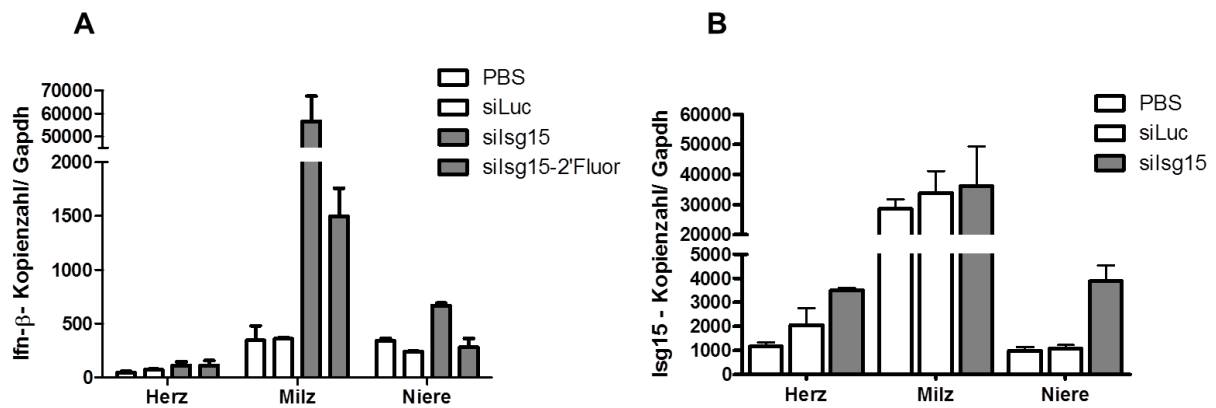 A
Ifn-β- Kopienzahl/ Gapdh
70000
60000
50000
2000
1500
1000
500
0
Herz Milz Niere
PBS
siLuc
siIsg15
siIsg15-2'Fluor
B
Isg15 - Kopienzahl/ Gapdh
60000
50000
40000
30000
20000
5000
4000
3000
2000
1000
0
Herz Milz Niere
PBS
siLuc
siIsg15